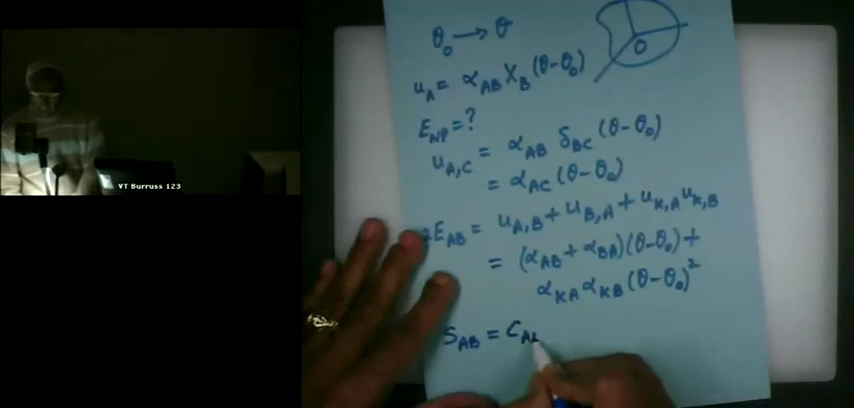 θ₀ → θ
O
u_A = α_AB X_B (θ-θ₀)
E_NP = ?
u_A,C = α_AB δ_BC (θ-θ₀)
= α_AC (θ-θ₀)
2E_AB = u_A,B + u_B,A + u_K,A u_K,B
= (α_AB + α_BA)(θ-θ₀) +
α_KA α_KB (θ-θ₀)²
S_AB = C_A
VT Burruss 123